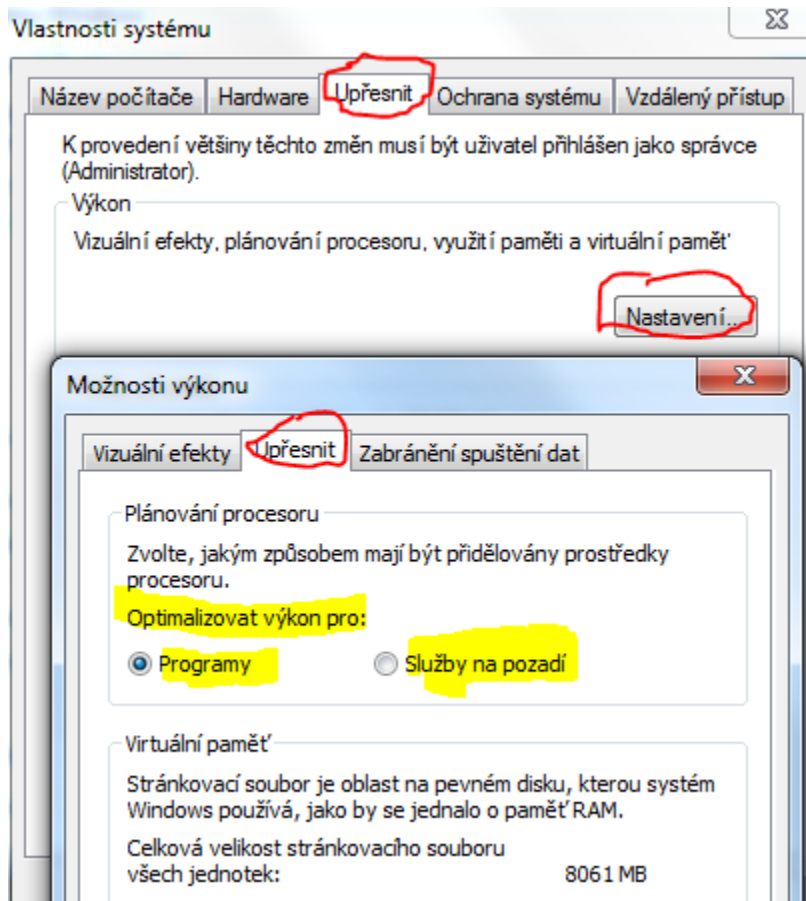 Vlastnosti systému
Název počítače Hardware Upřesnit Ochrana systému Vzdálený přístup
K provedení většiny těchto změn musí být uživatel přihlášen jako správce
(Administrator).
Výkon
Vizuální efekty, plánování procesoru, využití paměti a virtuální paměť
Nastavení...
Možnosti výkonu
Vizuální efekty Upřesnit Zabránění spuštění dat
Plánování procesoru
Zvolte, jakým způsobem mají být přidělovány prostředky
procesoru.
Optimalizovat výkon pro:
Programy Služby na pozadí
Virtuální paměť
Stránkovací soubor je oblast na pevném disku, kterou systém
Windows používá, jako by se jednalo o paměť RAM.
Celková velikost stránkovacího souboru
všech jednotek: 8061 MB